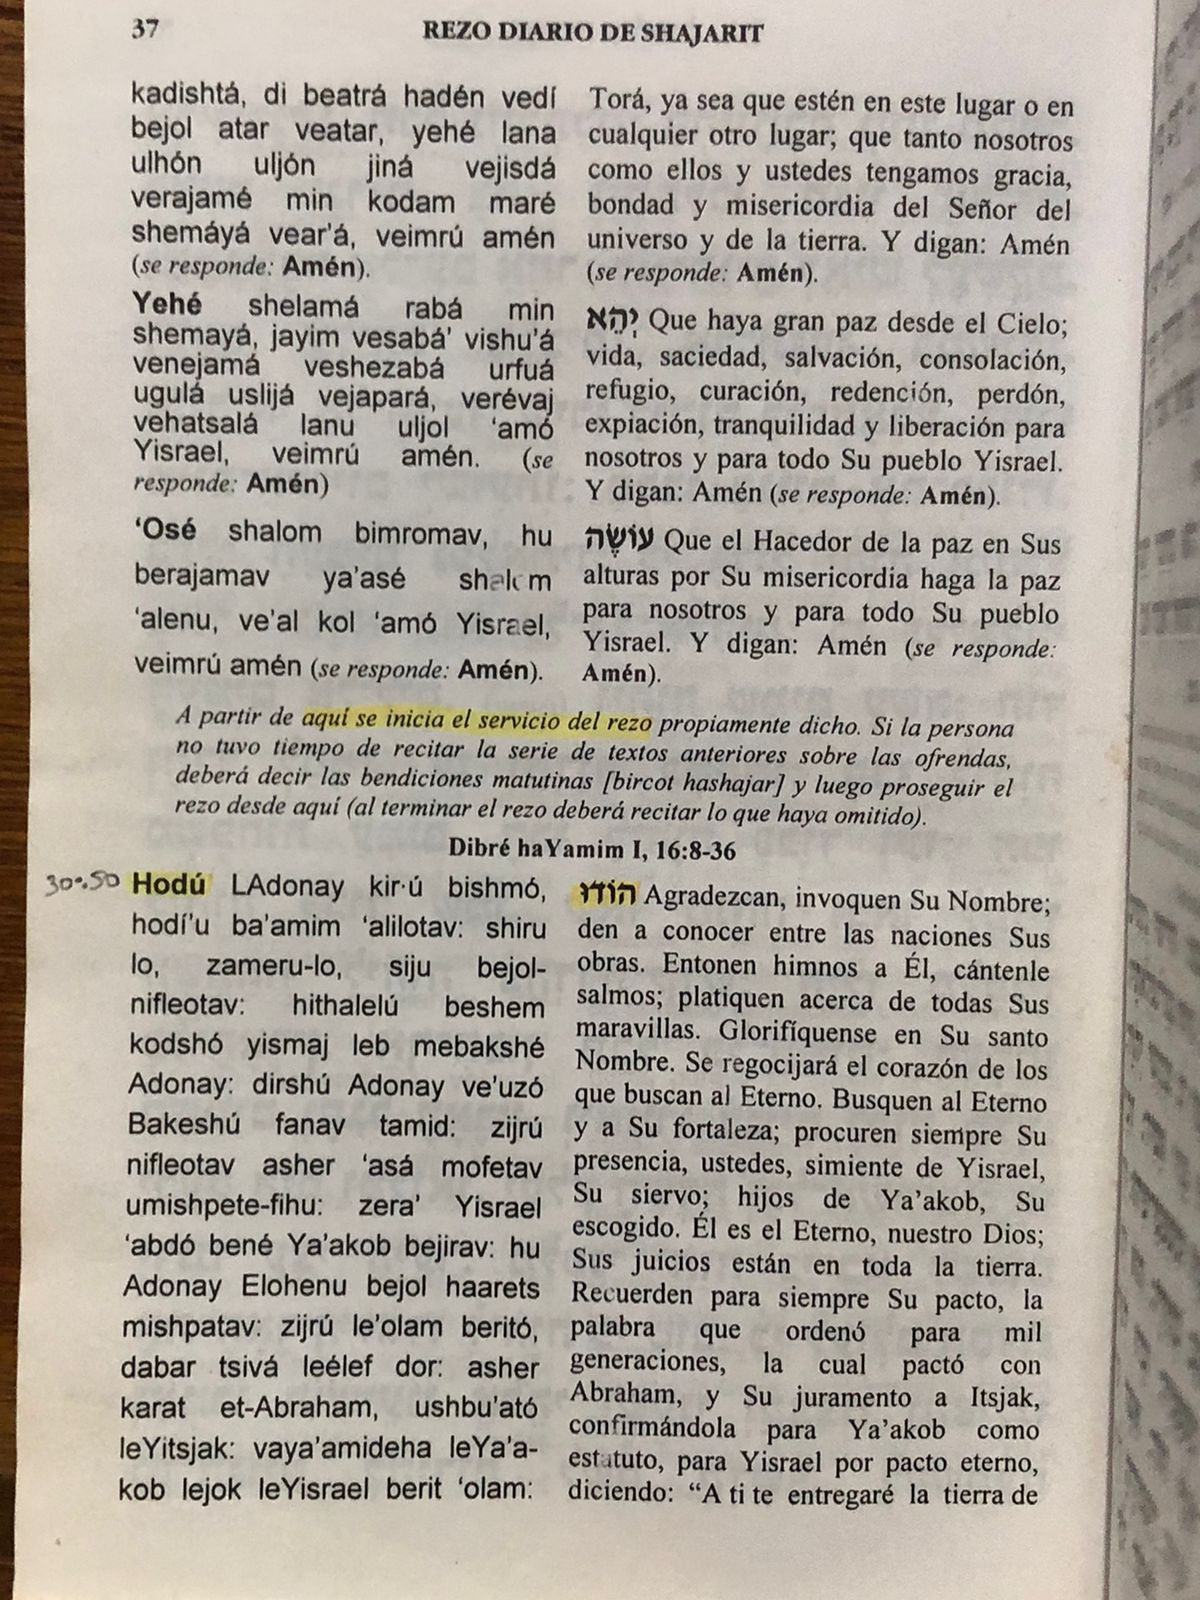 37
REZO DIARIO DE SHAJARIT
kadishtá, di beatrá hadén vedí
bejol atar veatar, yehé lana
ulhón uljón jiná vejisdá
verajamé min kodam maré
shemáyá vear'á, veimrú amén
(se responde: Amén).
Yehé shelamá rabá min
shemayá, jayim vesabá' vishu'á
venejamá veshezabá urfuá
ugulá uslijá vejapará, verévaj
vehatsalá lanu uljol 'amó
Yisrael, veimrú amén. (se
responde: Amén)
'Osé shalom bimromav, hu
berajamav ya'asé shalom
'alenu, ve'al kol 'amó Yisrael,
veimrú amén (se responde: Amén).
Torá, ya sea que estén en este lugar o en
cualquier otro lugar; que tanto nosotros
como ellos y ustedes tengamos gracia,
bondad y misericordia del Señor del
universo y de la tierra. Y digan: Amén
(se responde: Amén).
יְהֵא Que haya gran paz desde el Cielo;
vida, saciedad, salvación, consolación,
refugio, curación, redención, perdón,
expiación, tranquilidad y liberación para
nosotros y para todo Su pueblo Yisrael.
Y digan: Amén (se responde: Amén).
עוֹשֶׂה Que el Hacedor de la paz en Sus
alturas por Su misericordia haga la paz
para nosotros y para todo Su pueblo
Yisrael. Y digan: Amén (se responde:
Amén).
A partir de aquí se inicia el servicio del rezo propiamente dicho. Si la persona
no tuvo tiempo de recitar la serie de textos anteriores sobre las ofrendas,
deberá decir las bendiciones matutinas [bircot hashajar] y luego proseguir el
rezo desde aquí (al terminar el rezo deberá recitar lo que haya omitido).
Dibré haYamim I, 16:8-36
Hodú LAdonay kir·ú bishmó,
hodí'u ba'amim 'alilotav: shiru
lo, zameru-lo, siju bejol-
nifleotav: hithalelú beshem
kodshó yismaj leb mebakshé
Adonay: dirshú Adonay ve'uzó
Bakeshú fanav tamid: zijrú
nifleotav asher 'asá mofetav
umishpete-fihu: zera' Yisrael
'abdó bené Ya'akob bejirav: hu
Adonay Elohenu bejol haarets
mishpatav: zijrú le'olam beritó,
dabar tsivá leélef dor: asher
karat et-Abraham, ushbu'ató
leYitsjak: vaya'amideha leYa'a-
kob lejok leYisrael berit 'olam:
הוֹדוּ Agradezcan, invoquen Su Nombre;
den a conocer entre las naciones Sus
obras. Entonen himnos a Él, cántenle
salmos; platiquen acerca de todas Sus
maravillas. Glorifíquense en Su santo
Nombre. Se regocijará el corazón de los
que buscan al Eterno. Busquen al Eterno
y a Su fortaleza; procuren siempre Su
presencia, ustedes, simiente de Yisrael,
Su siervo; hijos de Ya'akob, Su
escogido. Él es el Eterno, nuestro Dios;
Sus juicios están en toda la tierra.
Recuerden para siempre Su pacto, la
palabra que ordenó para mil
generaciones, la cual pactó con
Abraham, y Su juramento a Itsjak,
confirmándola para Ya'akob como
estatuto, para Yisrael por pacto eterno,
diciendo: "A ti te entregaré la tierra de